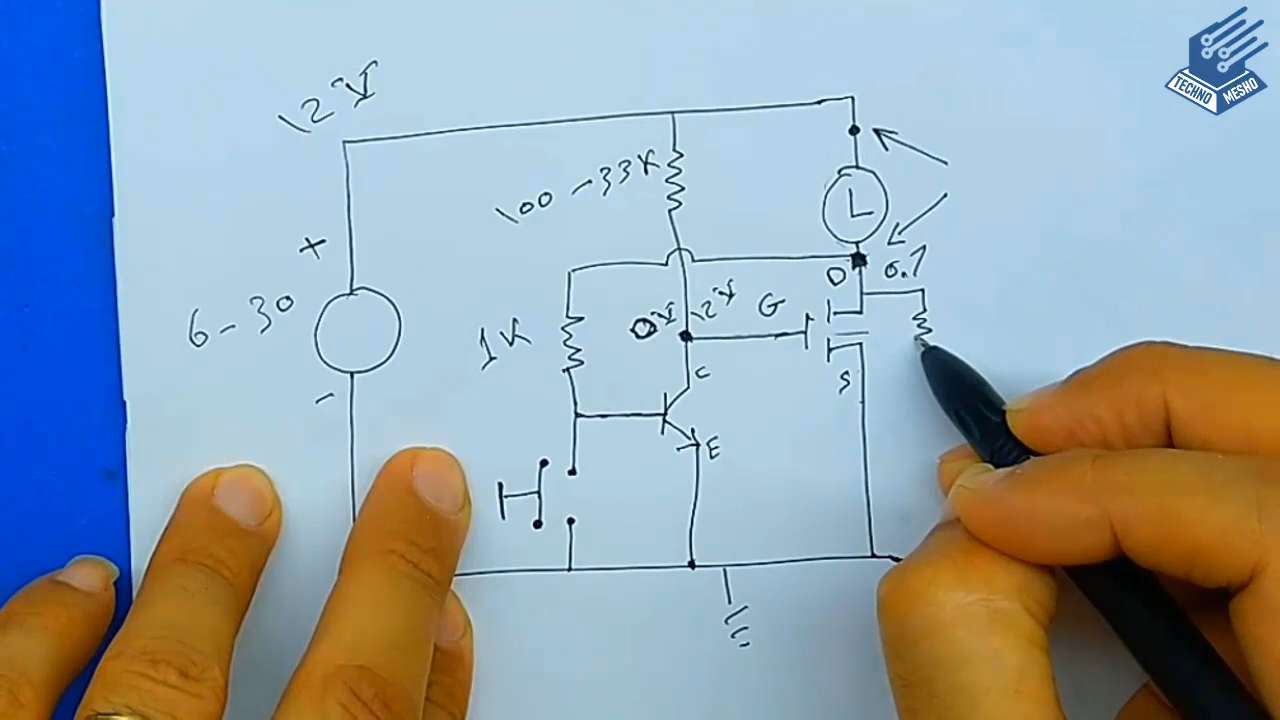 TECHNO MESHO
12V
100-33K
+
6-30
-
1K
0V
12V
G
L
D
0.1
S
C
E